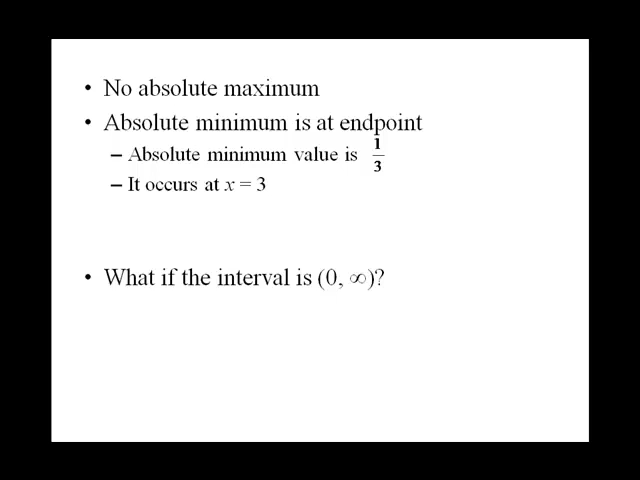 • No absolute maximum
• Absolute minimum is at endpoint
– Absolute minimum value is 1/3
– It occurs at x = 3
• What if the interval is (0, ∞)?